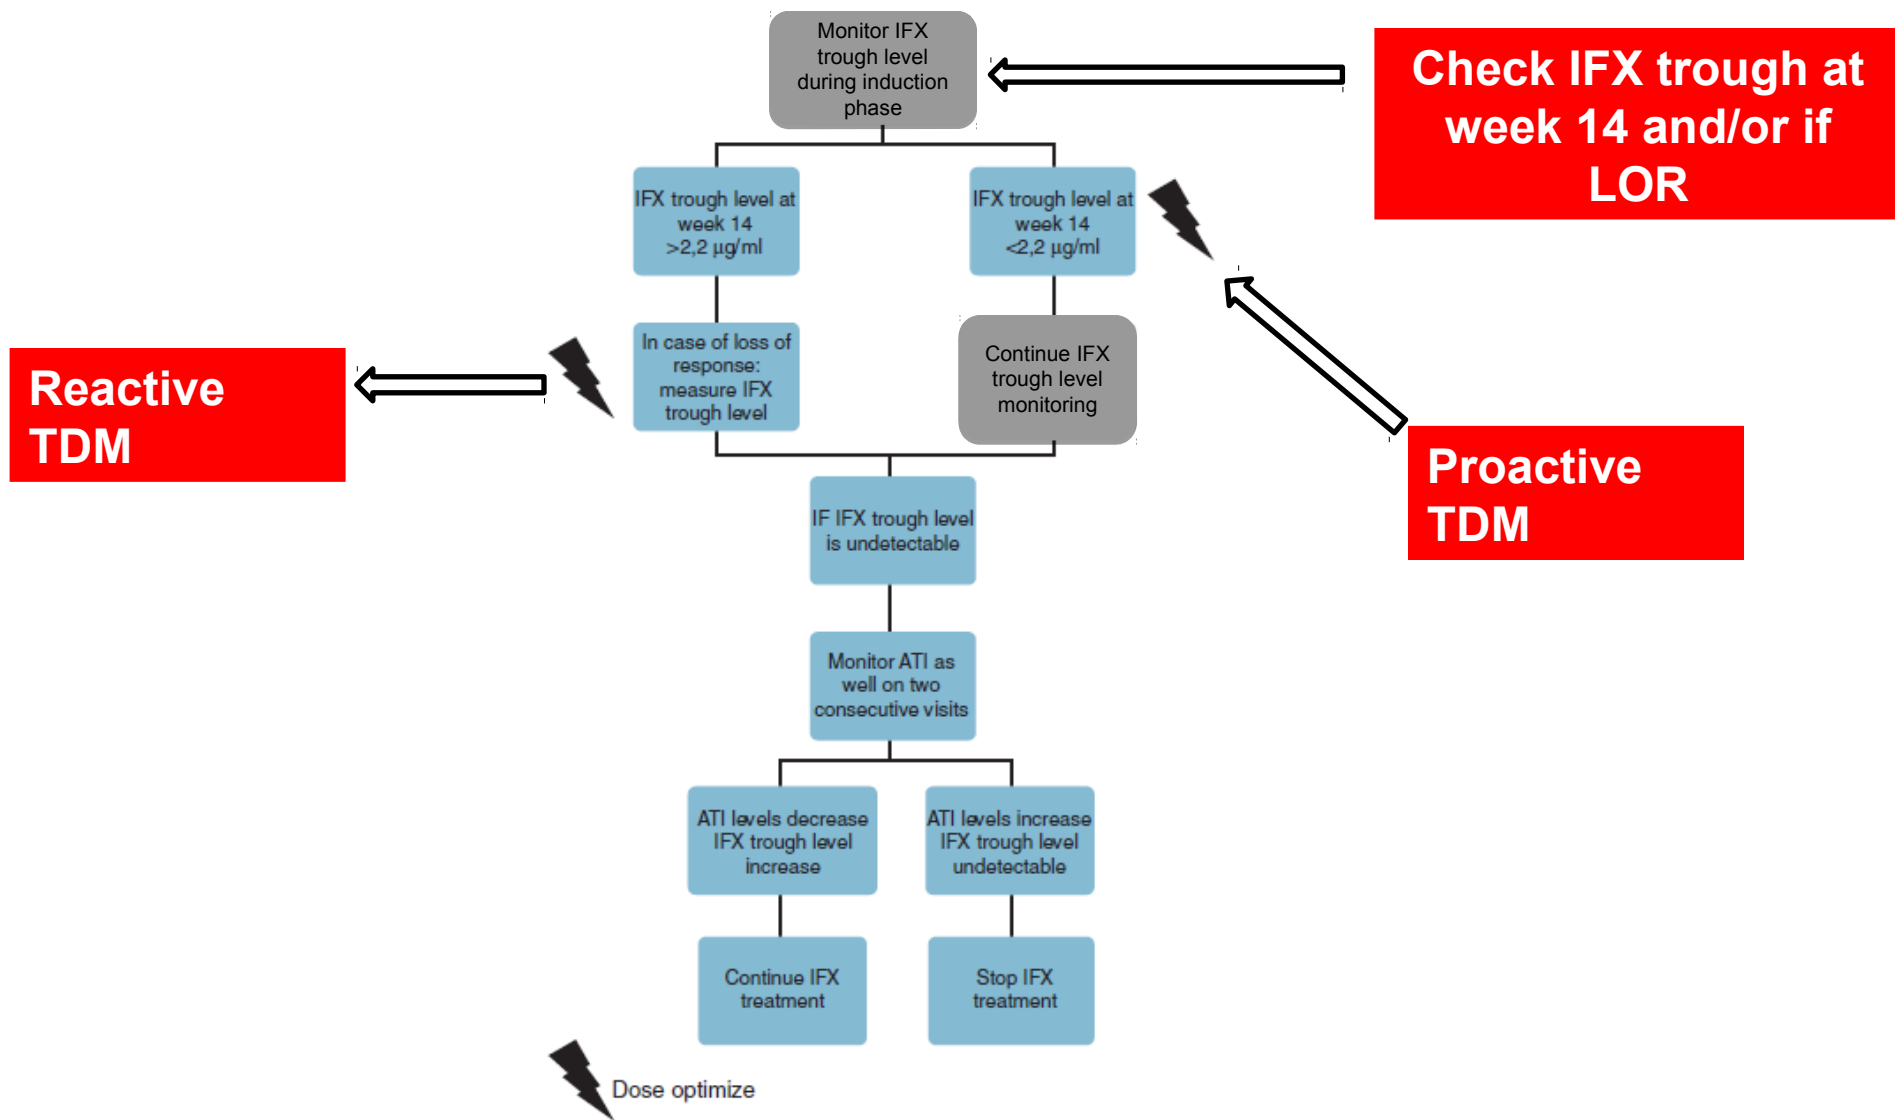 Monitor IFX
trough level
during induction
phase
Check IFX trough at
week 14 and/or if
LOR
IFX trough level at
week 14
>2,2 µg/ml
IFX trough level at
week 14
<2,2 µg/ml
Reactive
TDM
In case of loss of
response:
measure IFX
trough level
Continue IFX
trough level
monitoring
Proactive
TDM
IF IFX trough level
is undetectable
Monitor ATI as
well on two
consecutive visits
ATI levels decrease
IFX trough level
increase
ATI levels increase
IFX trough level
undetectable
Continue IFX
treatment
Stop IFX
treatment
Dose optimize